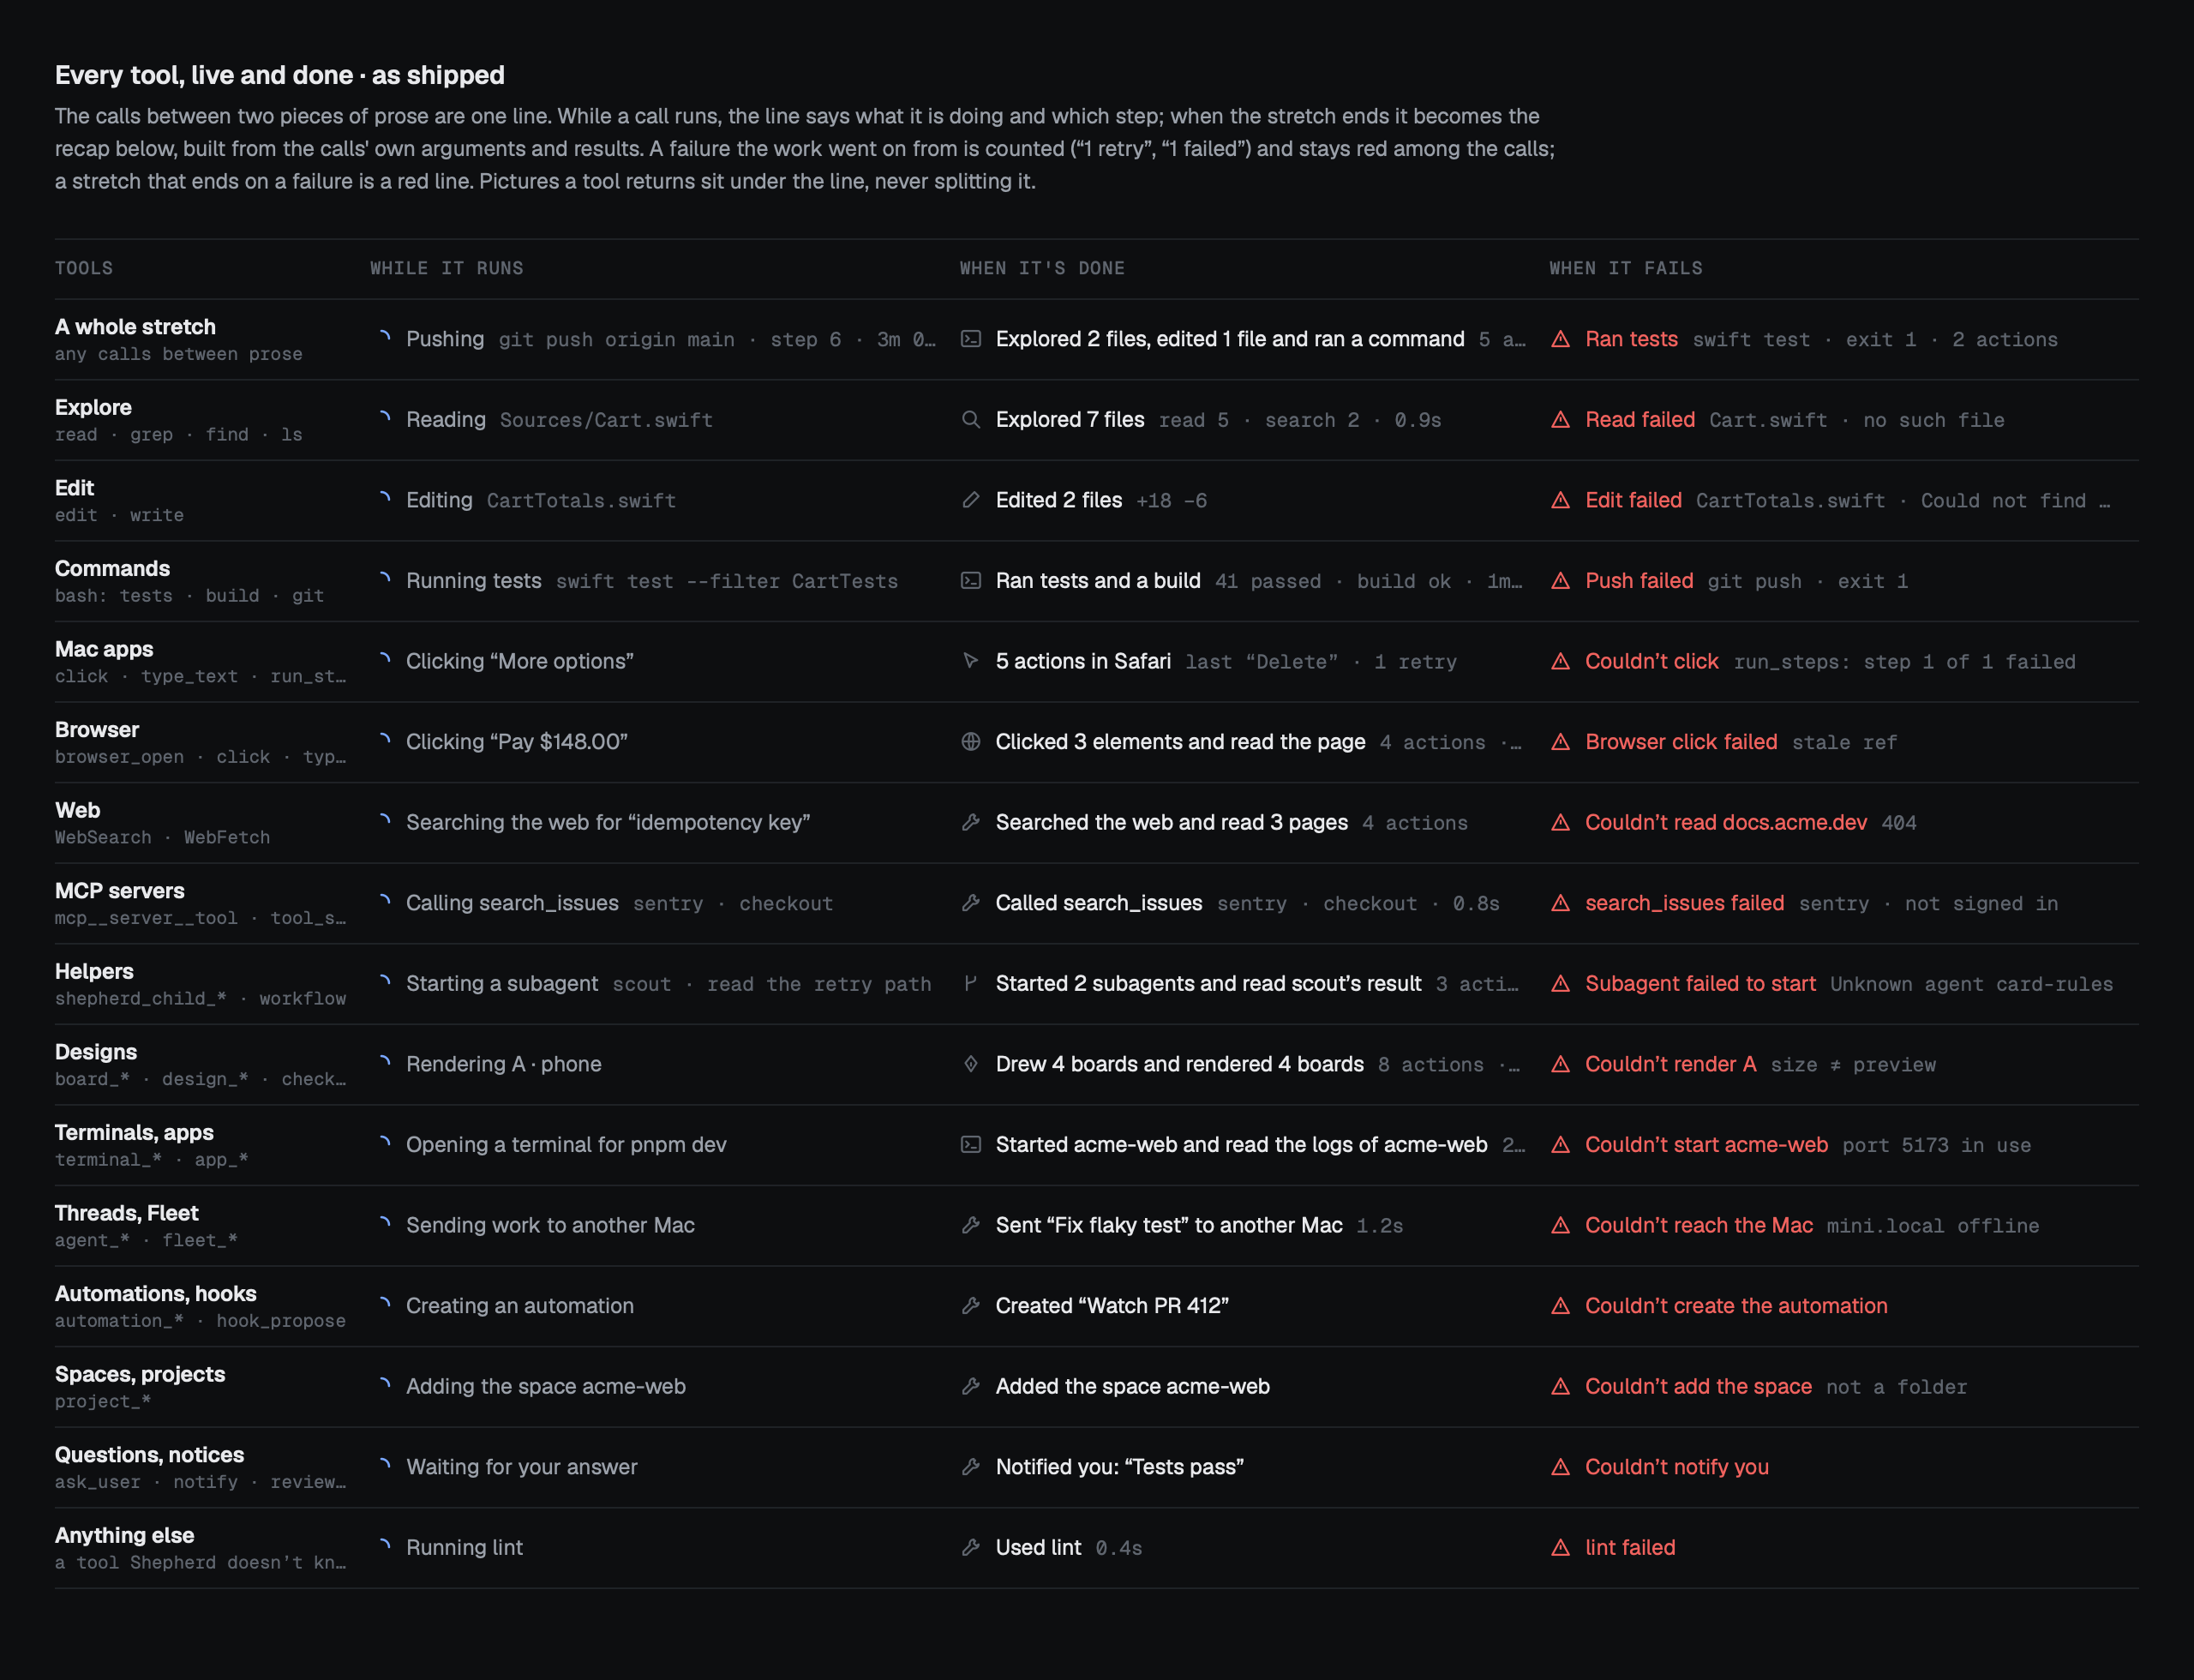 Every tool, live and done · as shipped
The calls between two pieces of prose are one line. While a call runs, the line says what it is doing and which step; when the stretch ends it becomes the
recap below, built from the calls' own arguments and results. A failure the work went on from is counted (“1 retry”, “1 failed”) and stays red among the calls;
a stretch that ends on a failure is a red line. Pictures a tool returns sit under the line, never splitting it.
TOOLS WHILE IT RUNS WHEN IT'S DONE WHEN IT FAILS
A whole stretch
any calls between prose
Pushing git push origin main · step 6 · 3m 0…
Explored 2 files, edited 1 file and ran a command 5 a…
Ran tests swift test · exit 1 · 2 actions
Explore
read · grep · find · ls
Reading Sources/Cart.swift
Explored 7 files read 5 · search 2 · 0.9s
Read failed Cart.swift · no such file
Edit
edit · write
Editing CartTotals.swift
Edited 2 files +18 −6
Edit failed CartTotals.swift · Could not find …
Commands
bash: tests · build · git
Running tests swift test --filter CartTests
Ran tests and a build 41 passed · build ok · 1m…
Push failed git push · exit 1
Mac apps
click · type_text · run_st…
Clicking “More options”
5 actions in Safari last “Delete” · 1 retry
Couldn’t click run_steps: step 1 of 1 failed
Browser
browser_open · click · typ…
Clicking “Pay $148.00”
Clicked 3 elements and read the page 4 actions ·…
Browser click failed stale ref
Web
WebSearch · WebFetch
Searching the web for “idempotency key”
Searched the web and read 3 pages 4 actions
Couldn’t read docs.acme.dev 404
MCP servers
mcp__server__tool · tool_s…
Calling search_issues sentry · checkout
Called search_issues sentry · checkout · 0.8s
search_issues failed sentry · not signed in
Helpers
shepherd_child_* · workflow
Starting a subagent scout · read the retry path
Started 2 subagents and read scout’s result 3 acti…
Subagent failed to start Unknown agent card-rules
Designs
board_* · design_* · check…
Rendering A · phone
Drew 4 boards and rendered 4 boards 8 actions ·…
Couldn’t render A size ≠ preview
Terminals, apps
terminal_* · app_*
Opening a terminal for pnpm dev
Started acme-web and read the logs of acme-web 2…
Couldn’t start acme-web port 5173 in use
Threads, Fleet
agent_* · fleet_*
Sending work to another Mac
Sent “Fix flaky test” to another Mac 1.2s
Couldn’t reach the Mac mini.local offline
Automations, hooks
automation_* · hook_propose
Creating an automation
Created “Watch PR 412”
Couldn’t create the automation
Spaces, projects
project_*
Adding the space acme-web
Added the space acme-web
Couldn’t add the space not a folder
Questions, notices
ask_user · notify · review…
Waiting for your answer
Notified you: “Tests pass”
Couldn’t notify you
Anything else
a tool Shepherd doesn’t kn…
Running lint
Used lint 0.4s
lint failed